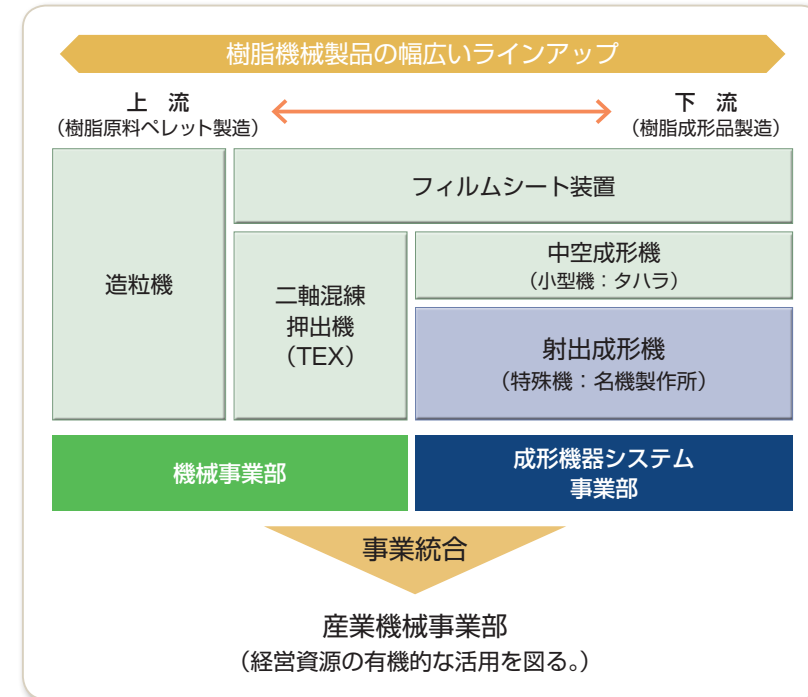 樹脂機械製品の幅広いラインアップ
上　流
（樹脂原料ペレット製造）
下　流
（樹脂成形品製造）
フィルムシート装置
造粒機
二軸混練
押出機
（TEX）
中空成形機
（小型機：タハラ）
射出成形機
（特殊機：名機製作所）
機械事業部
成形機器システム
事業部
事業統合
産業機械事業部
（経営資源の有機的な活用を図る。）